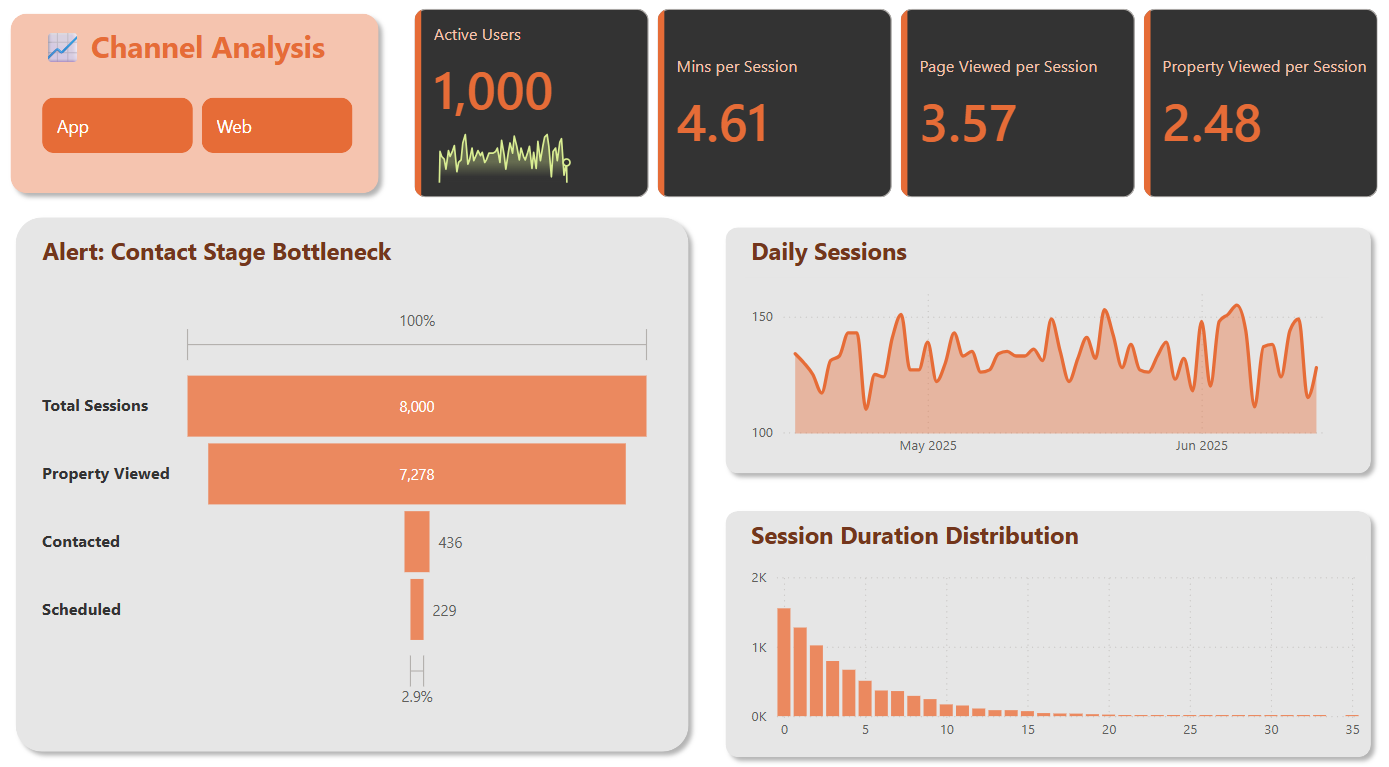 📈 Channel Analysis
App
Web
Active Users
1,000
Mins per Session
4.61
Page Viewed per Session
3.57
Property Viewed per Session
2.48
Alert: Contact Stage Bottleneck
100%
Total Sessions
8,000
Property Viewed
7,278
Contacted
436
Scheduled
229
2.9%
Daily Sessions
150
100
May 2025
Jun 2025
Session Duration Distribution
2K
1K
0K
0 5 10 15 20 25 30 35